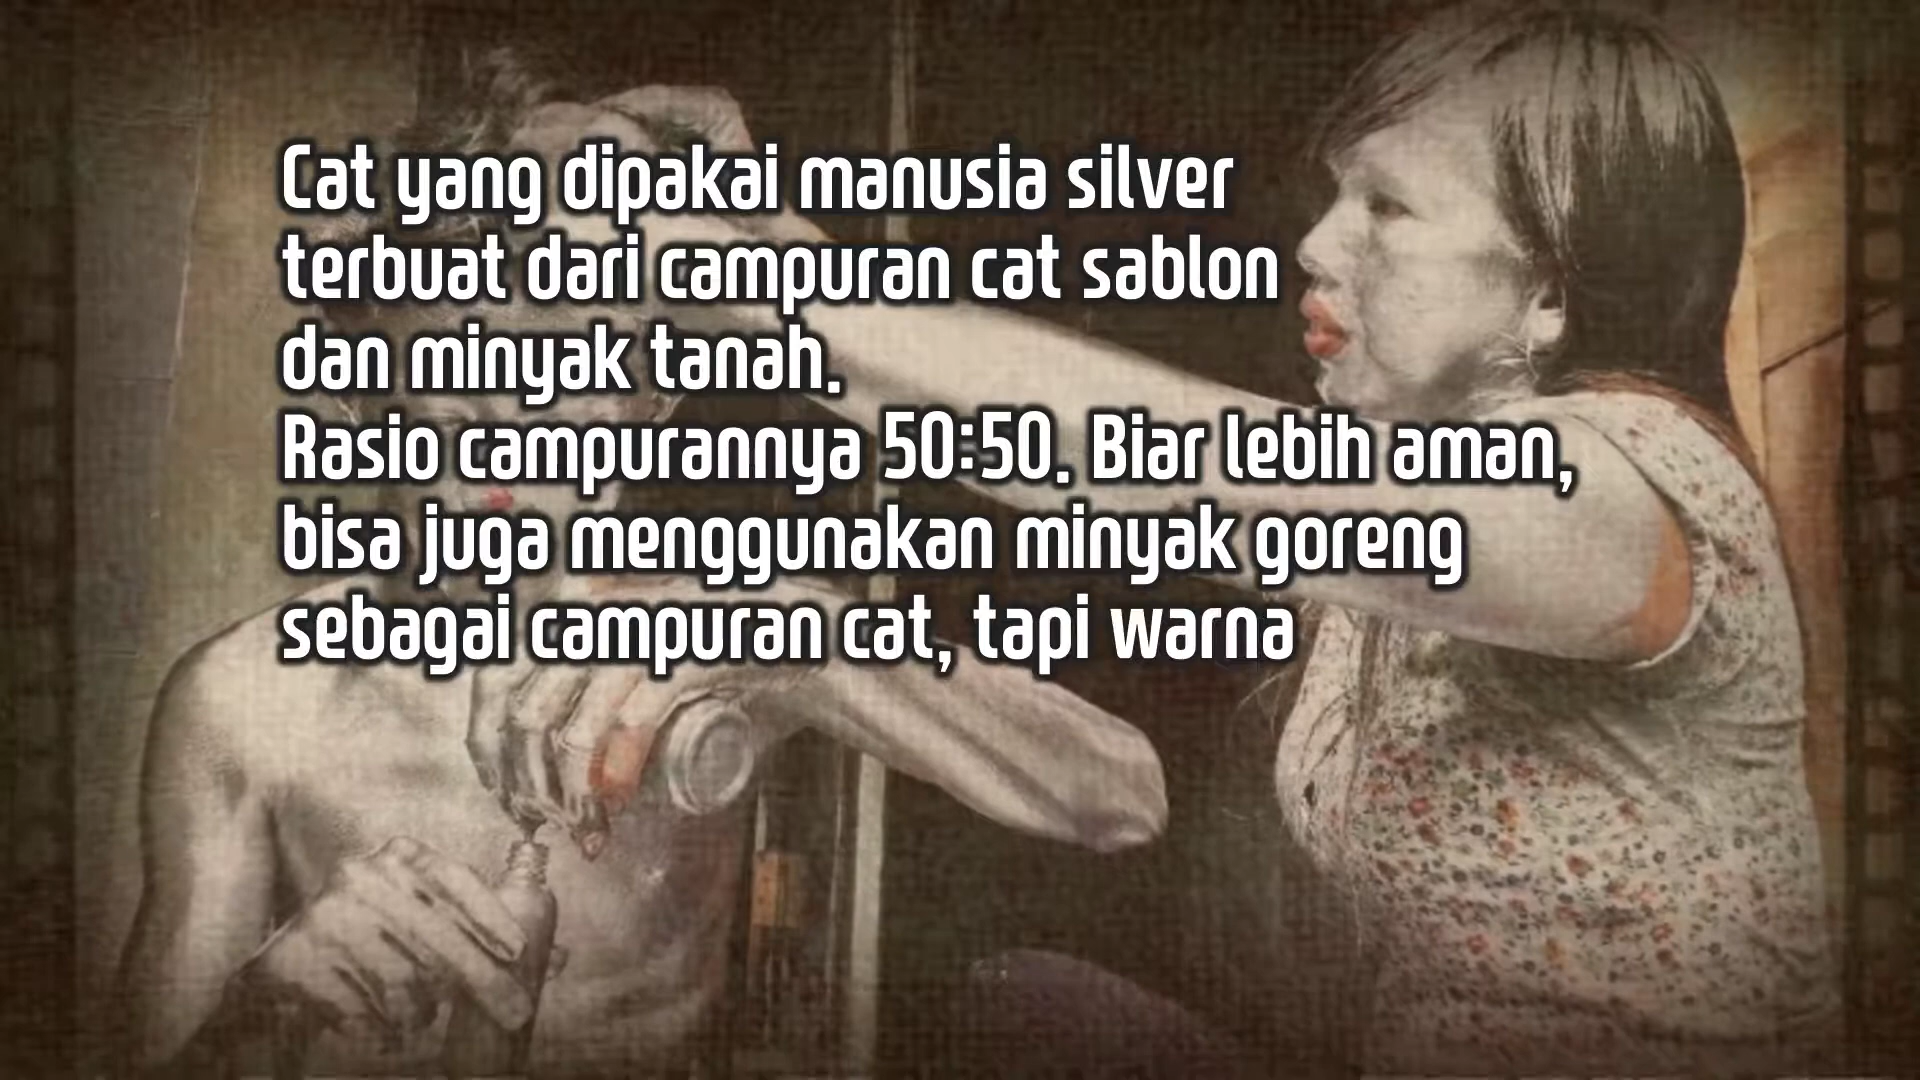 Cat yang dipakai manusia silver
terbuat dari campuran cat sablon
dan minyak tanah.
Rasio campurannya 50:50. Biar lebih aman,
bisa juga menggunakan minyak goreng
sebagai campuran cat, tapi warna